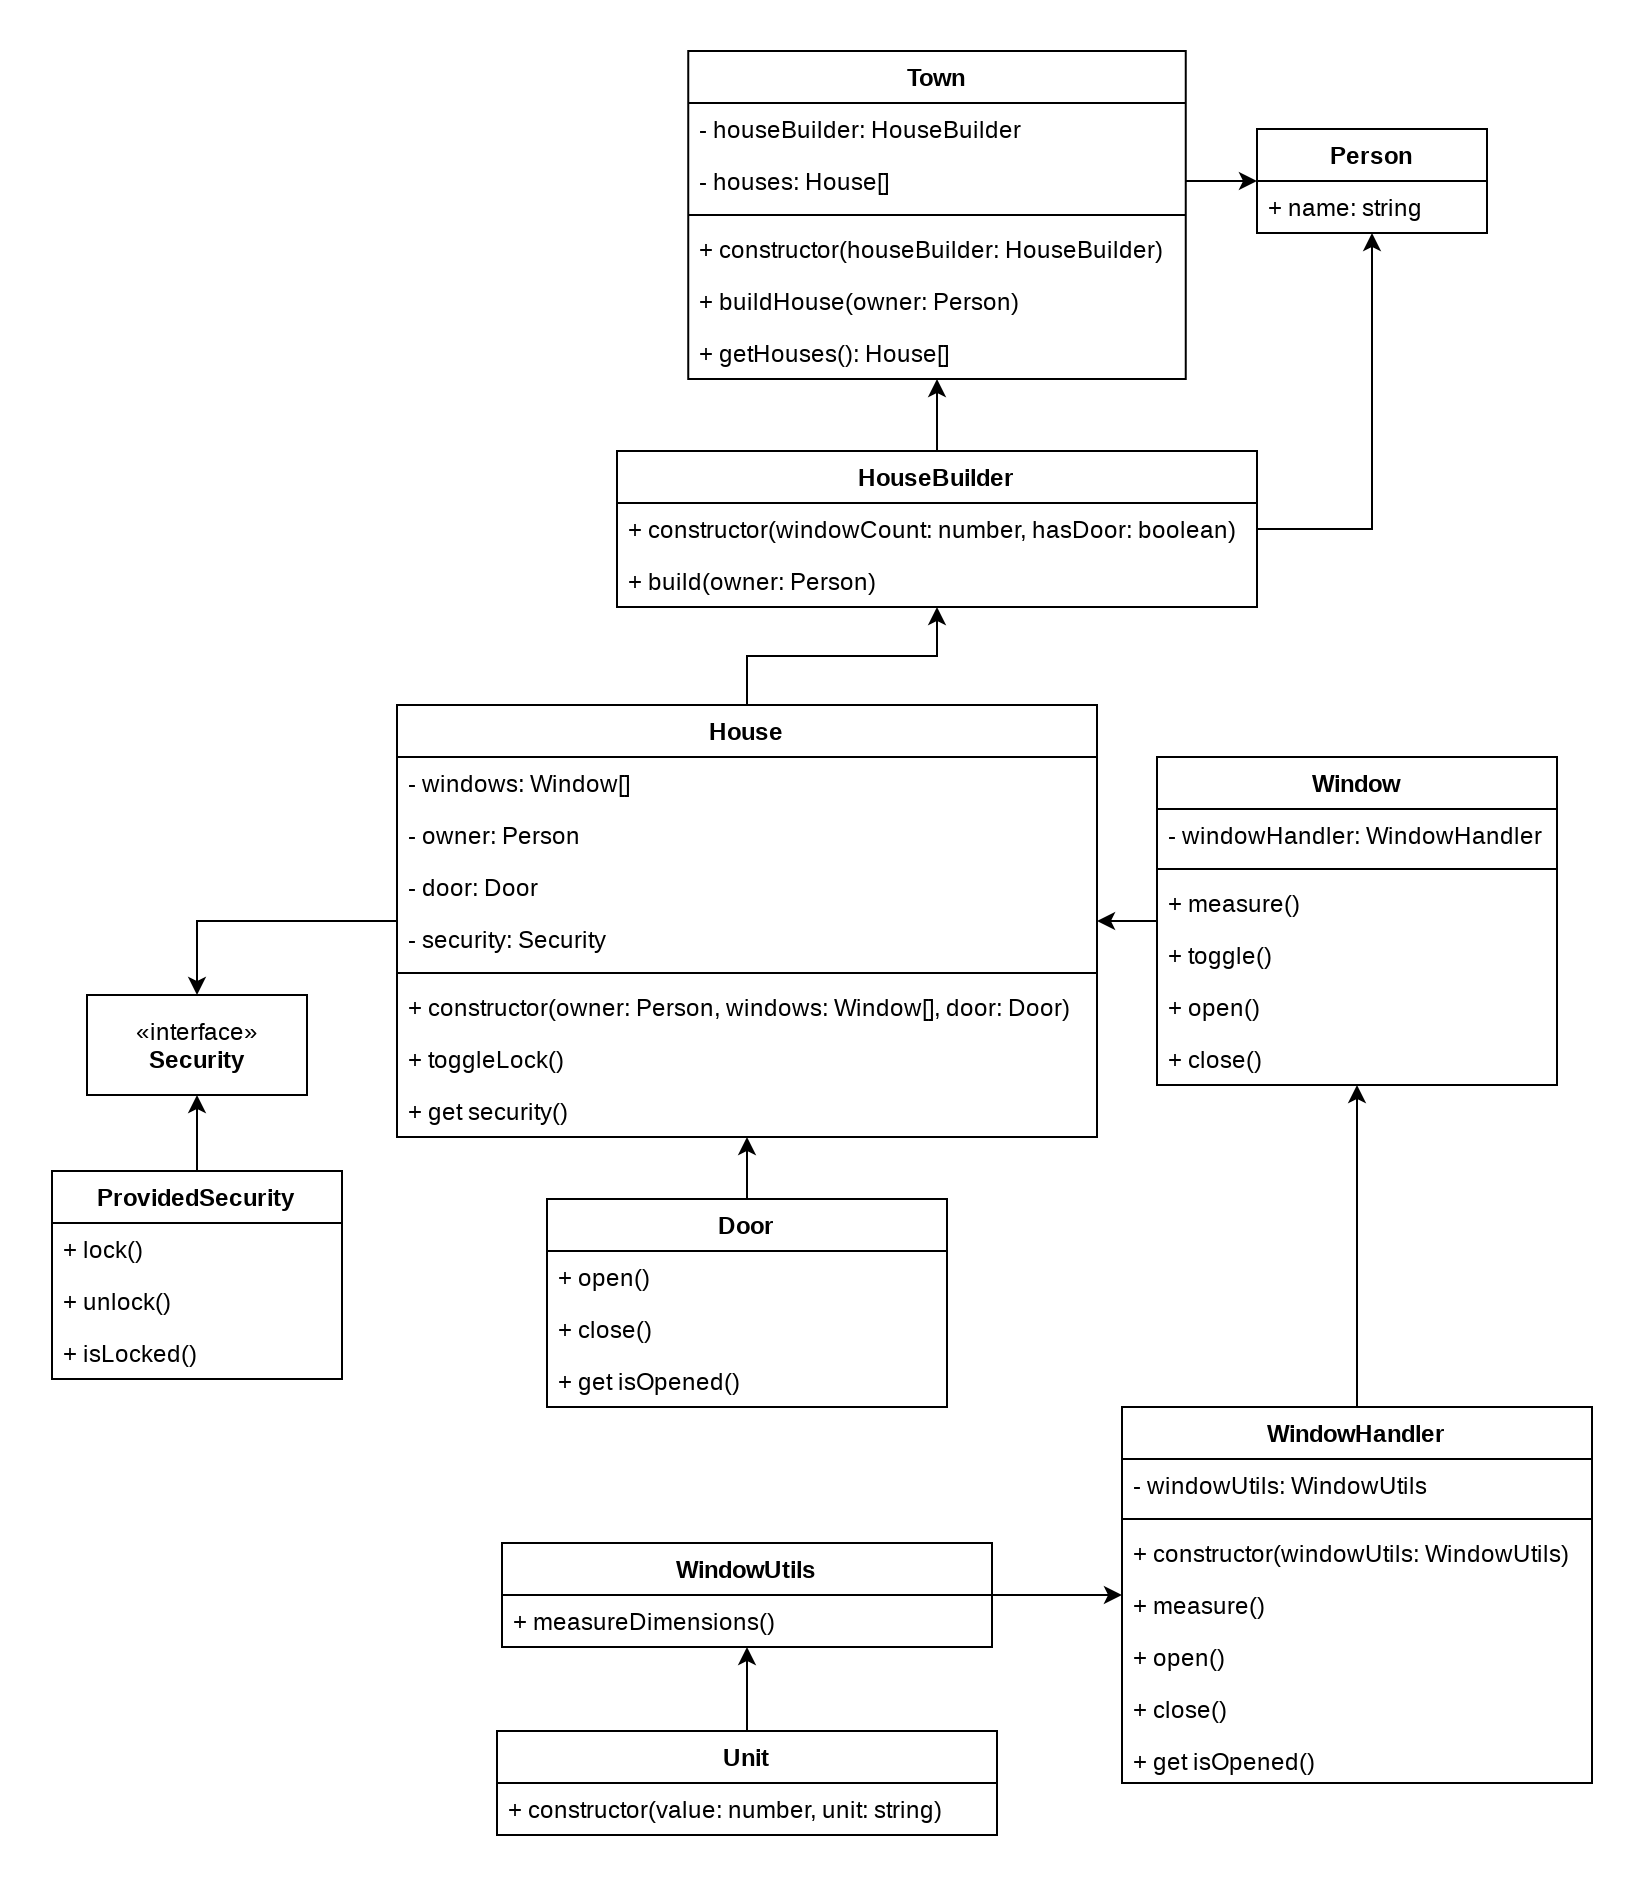 Town
- houseBuilder: HouseBuilder
- houses: House[]
+ constructor(houseBuilder: HouseBuilder)
+ buildHouse(owner: Person)
+ getHouses(): House[]
Person
+ name: string
HouseBuilder
+ constructor(windowCount: number, hasDoor: boolean)
+ build(owner: Person)
House
- windows: Window[]
- owner: Person
- door: Door
- security: Security
+ constructor(owner: Person, windows: Window[], door: Door)
+ toggleLock()
+ get security()
Window
- windowHandler: WindowHandler
+ measure()
+ toggle()
+ open()
+ close()
«interface»
Security
ProvidedSecurity
+ lock()
+ unlock()
+ isLocked()
Door
+ open()
+ close()
+ get isOpened()
WindowHandler
- windowUtils: WindowUtils
+ constructor(windowUtils: WindowUtils)
+ measure()
+ open()
+ close()
+ get isOpened()
WindowUtils
+ measureDimensions()
Unit
+ constructor(value: number, unit: string)